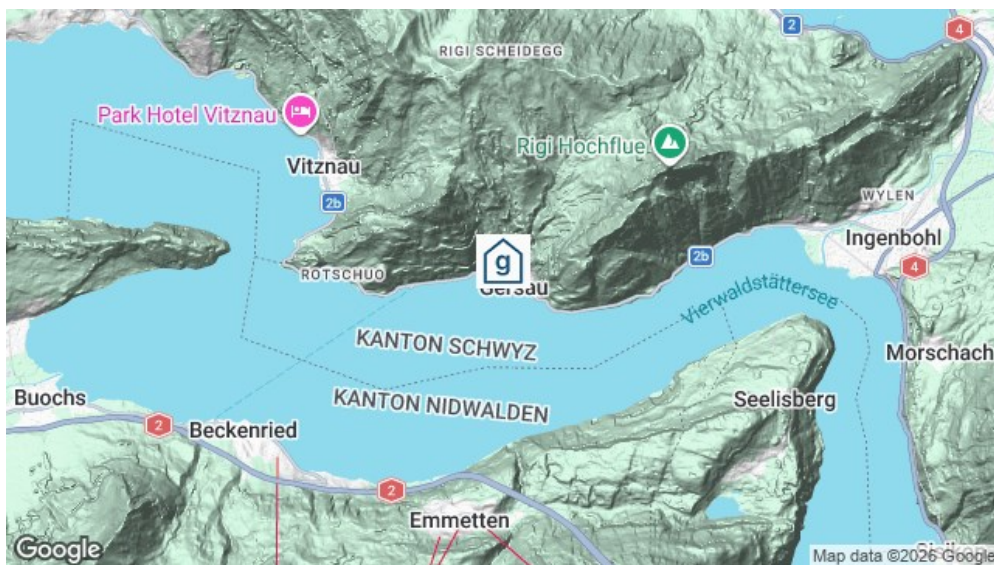 2
4
RIGI SCHEIDEGG
Park Hotel Vitznau
Rigi Hochflue
Vitznau
2b
WYLEN
Ingenbohl
g
2b
4
ROTSCHUO
Gersau
Vierwaldstättersee
KANTON SCHWYZ
Morschach
KANTON NIDWALDEN
Seelisberg
Buochs
2
Beckenried
2
Emmetten
Google
Map data ©2026 Google